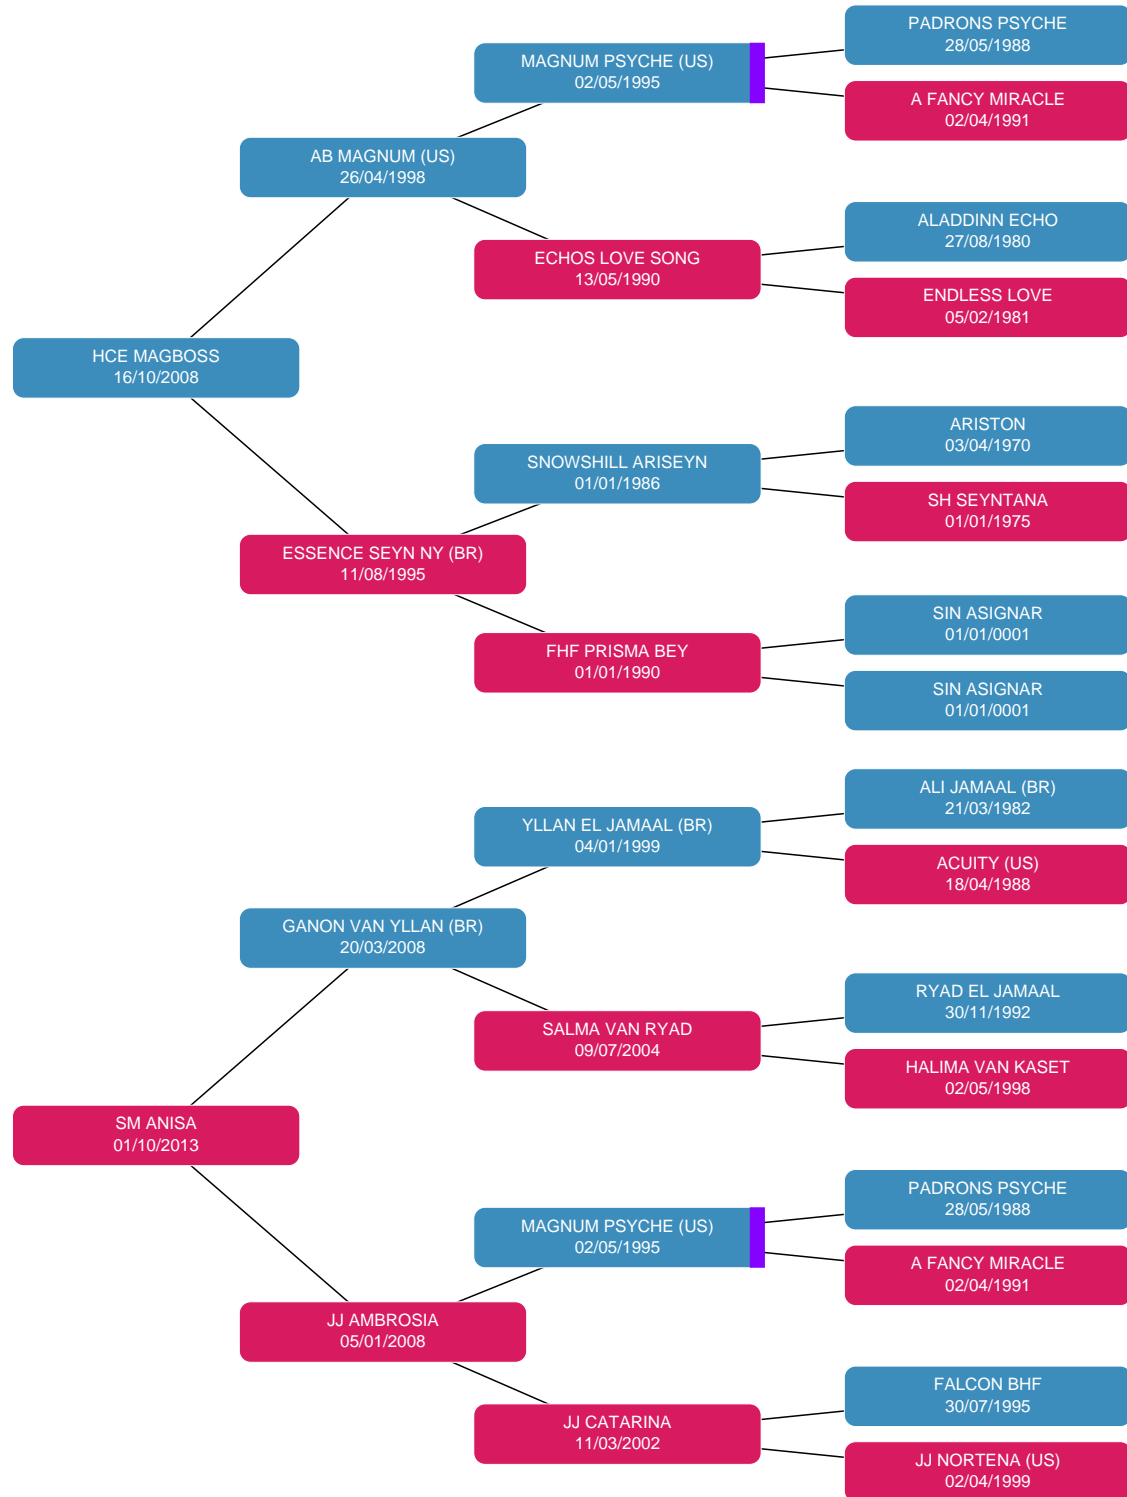 PADRONS PSYCHE
28/05/1988
MAGNUM PSYCHE (US)
02/05/1995
A FANCY MIRACLE
02/04/1991
AB MAGNUM (US)
26/04/1998
ALADDINN ECHO
27/08/1980
ECHOS LOVE SONG
13/05/1990
ENDLESS LOVE
05/02/1981
HCE MAGBOSS
16/10/2008
ARISTON
03/04/1970
SNOWSHILL ARISEYN
01/01/1986
SH SEYNTANA
01/01/1975
ESSENCE SEYN NY (BR)
11/08/1995
SIN ASIGNAR
01/01/0001
FHF PRISMA BEY
01/01/1990
SIN ASIGNAR
01/01/0001
ALI JAMAAL (BR)
21/03/1982
YLLAN EL JAMAAL (BR)
04/01/1999
ACUITY (US)
18/04/1988
GANON VAN YLLAN (BR)
20/03/2008
RYAD EL JAMAAL
30/11/1992
SALMA VAN RYAD
09/07/2004
HALIMA VAN KASET
02/05/1998
SM ANISA
01/10/2013
PADRONS PSYCHE
28/05/1988
MAGNUM PSYCHE (US)
02/05/1995
A FANCY MIRACLE
02/04/1991
JJ AMBROSIA
05/01/2008
FALCON BHF
30/07/1995
JJ CATARINA
11/03/2002
JJ NORTENA (US)
02/04/1999